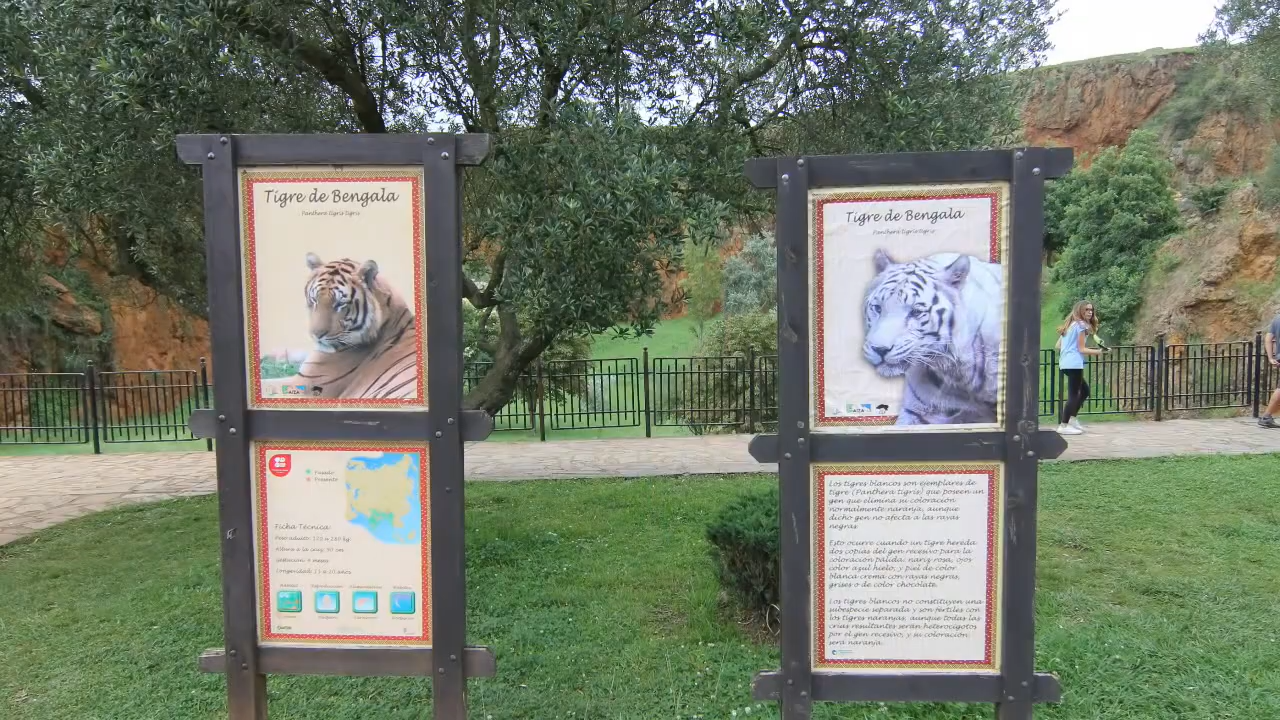 Tigre de Bengala
Panthera tigris tigris
Pasado
Presente
Ficha Técnica:
Gestación: 4 meses
Tigre de Bengala
Panthera tigris tigris
Los tigres blancos son ejemplares de
tigre (Panthera tigris) que poseen un
gen que elimina su coloración
normalmente naranja, aunque
dicho gen no afecta a las rayas
negras.
Esto ocurre cuando un tigre hereda
dos copias del gen recesivo para la
coloración pálida: nariz rosa, ojos
color azul hielo, y piel de color
blanca crema con rayas negras,
grises o de color chocolate.
Los tigres blancos no constituyen una
subespecie separada y son fértiles con
los tigres naranjas, aunque todas las
crías resultantes serán heterocigotos
por el gen recesivo, y su coloración
será naranja.